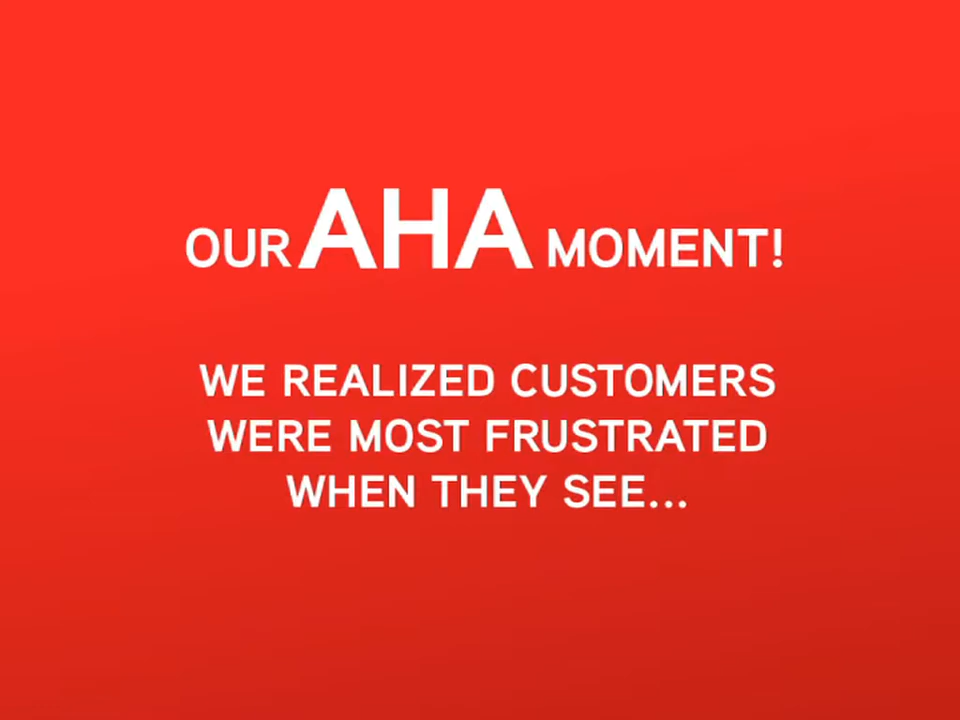 OUR AHA MOMENT!
WE REALIZED CUSTOMERS
WERE MOST FRUSTRATED
WHEN THEY SEE...